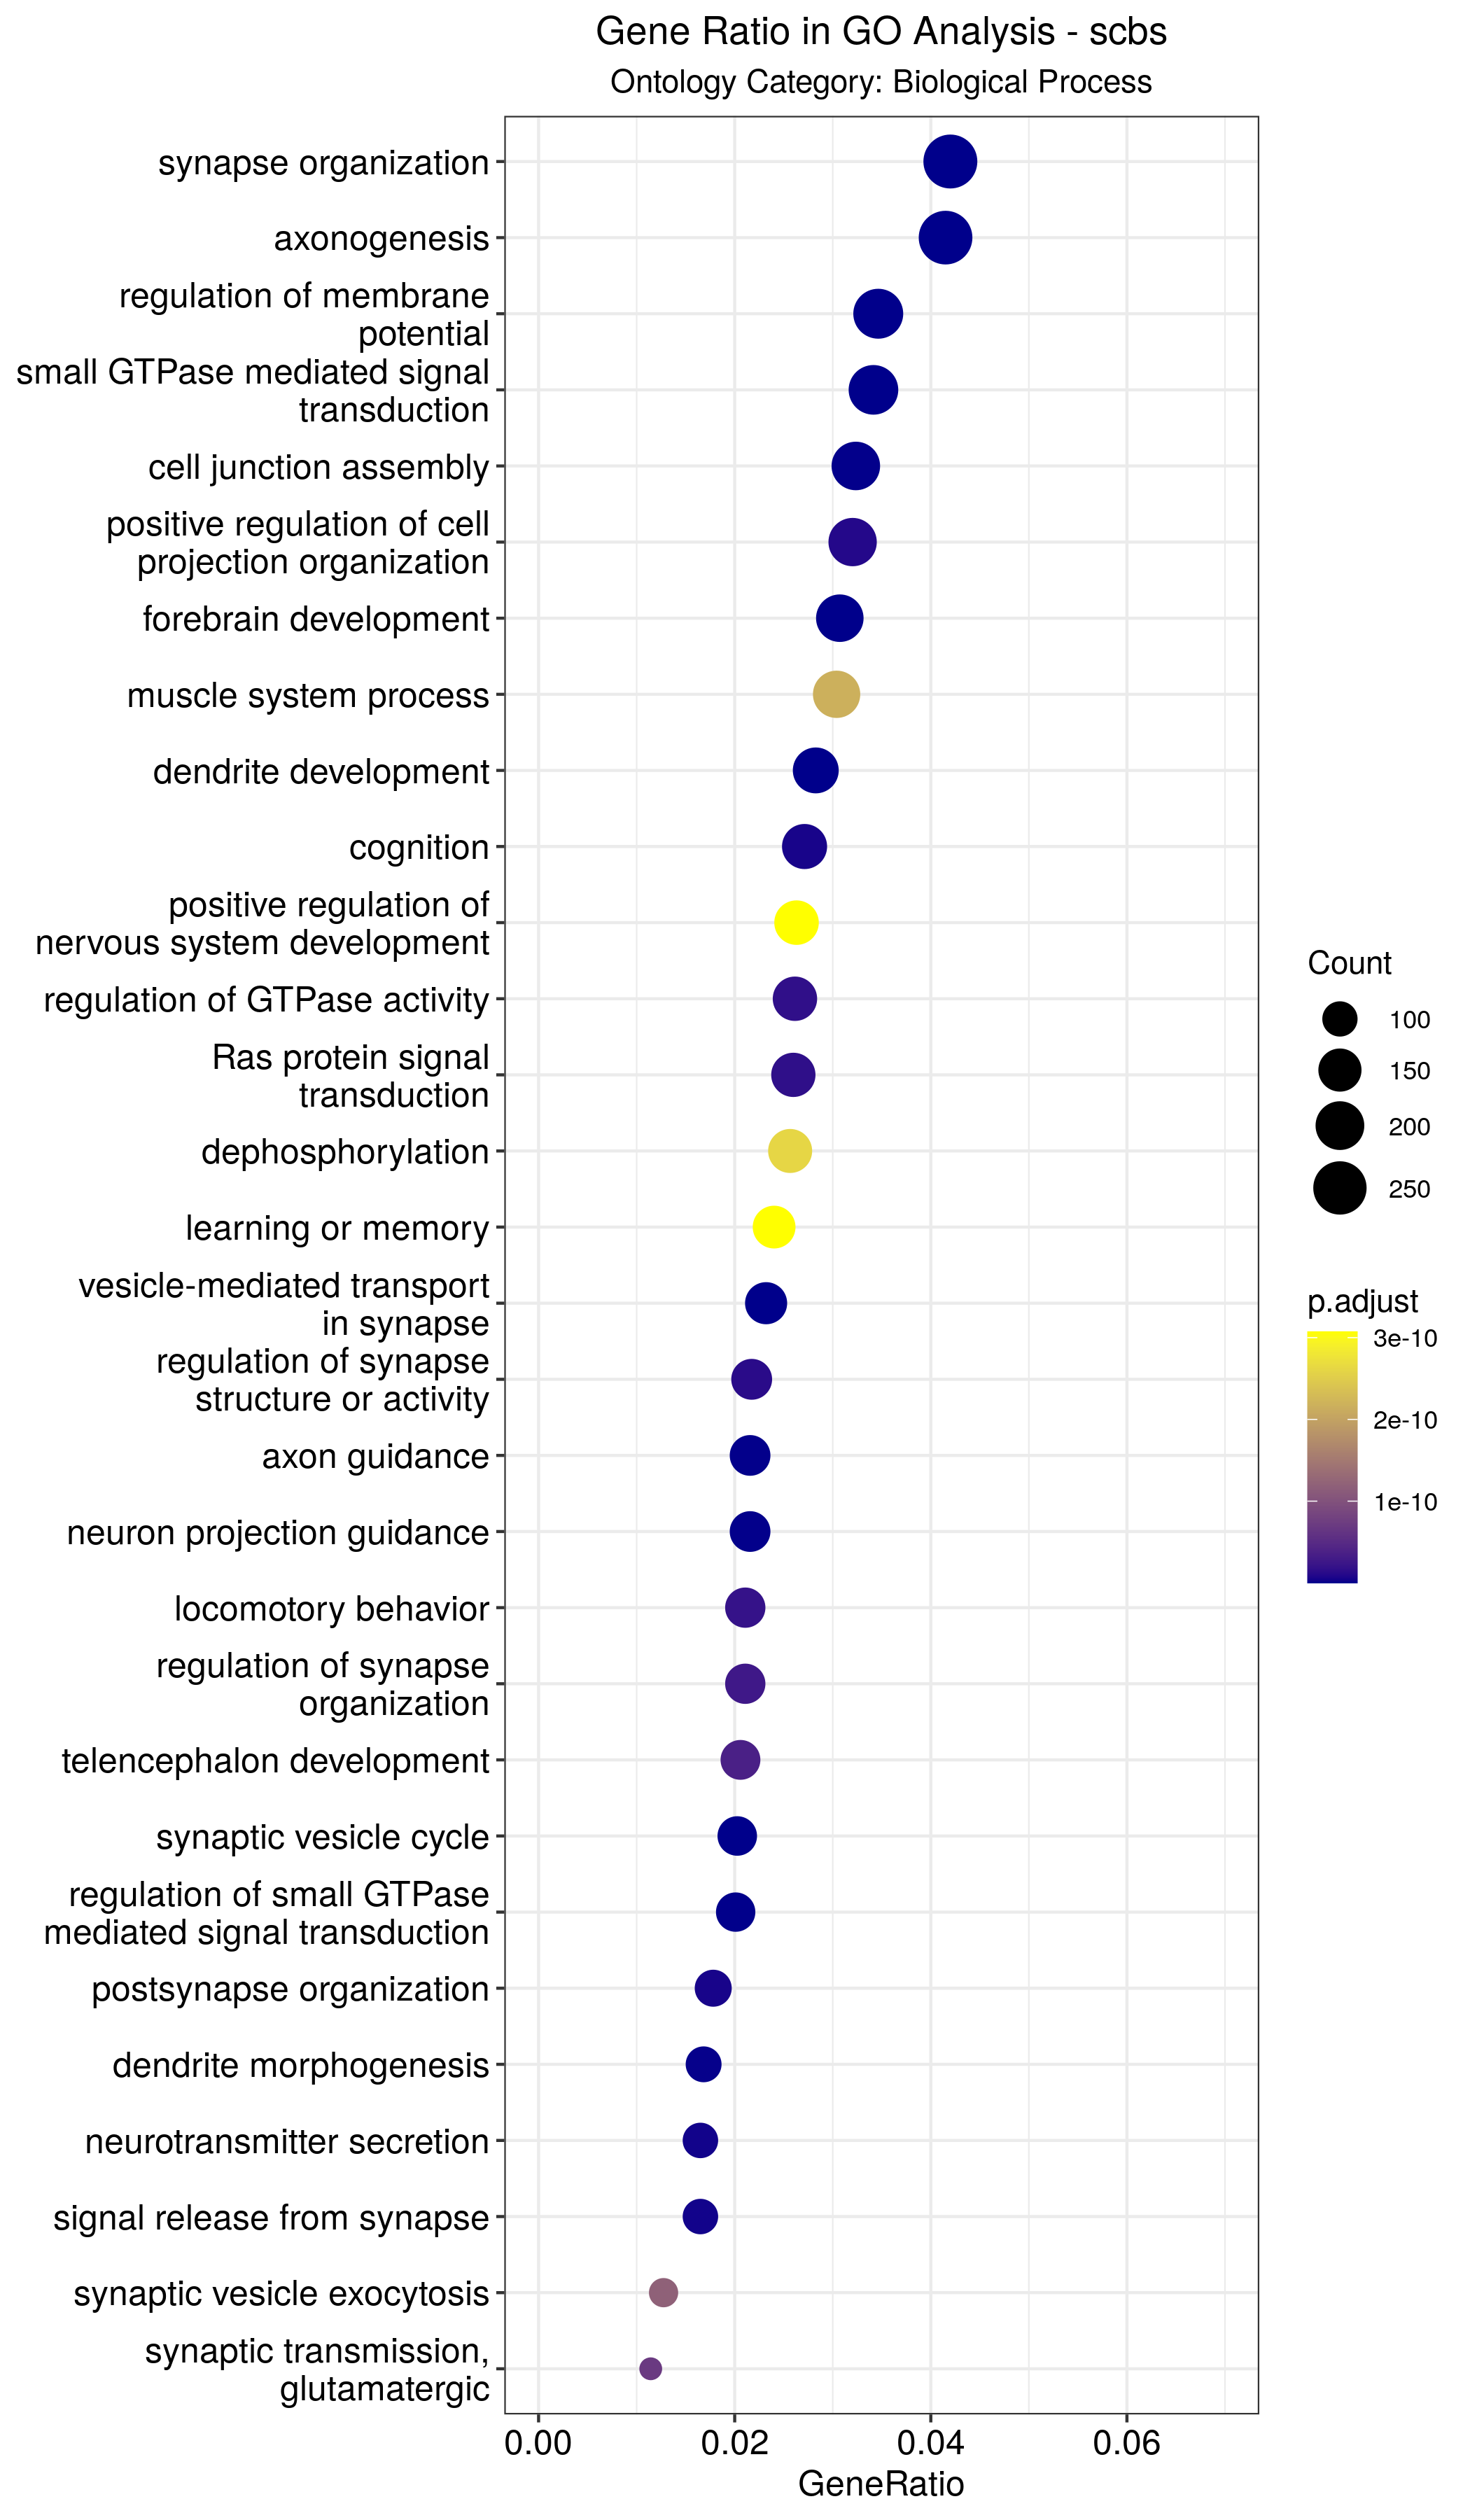 Gene Ratio in GO Analysis - scbs
Ontology Category: Biological Process
synapse organization
axonogenesis
regulation of membrane
potential
small GTPase mediated signal
transduction
cell junction assembly
positive regulation of cell
projection organization
forebrain development
muscle system process
dendrite development
cognition
positive regulation of
nervous system development
regulation of GTPase activity
Ras protein signal
transduction
dephosphorylation
learning or memory
vesicle-mediated transport
in synapse
regulation of synapse
structure or activity
axon guidance
neuron projection guidance
locomotory behavior
regulation of synapse
organization
telencephalon development
synaptic vesicle cycle
regulation of small GTPase
mediated signal transduction
postsynapse organization
dendrite morphogenesis
neurotransmitter secretion
signal release from synapse
synaptic vesicle exocytosis
synaptic transmission,
glutamatergic
0.00 0.02 0.04 0.06
GeneRatio
Count
100
150
200
250
p.adjust
3e-10
2e-10
1e-10